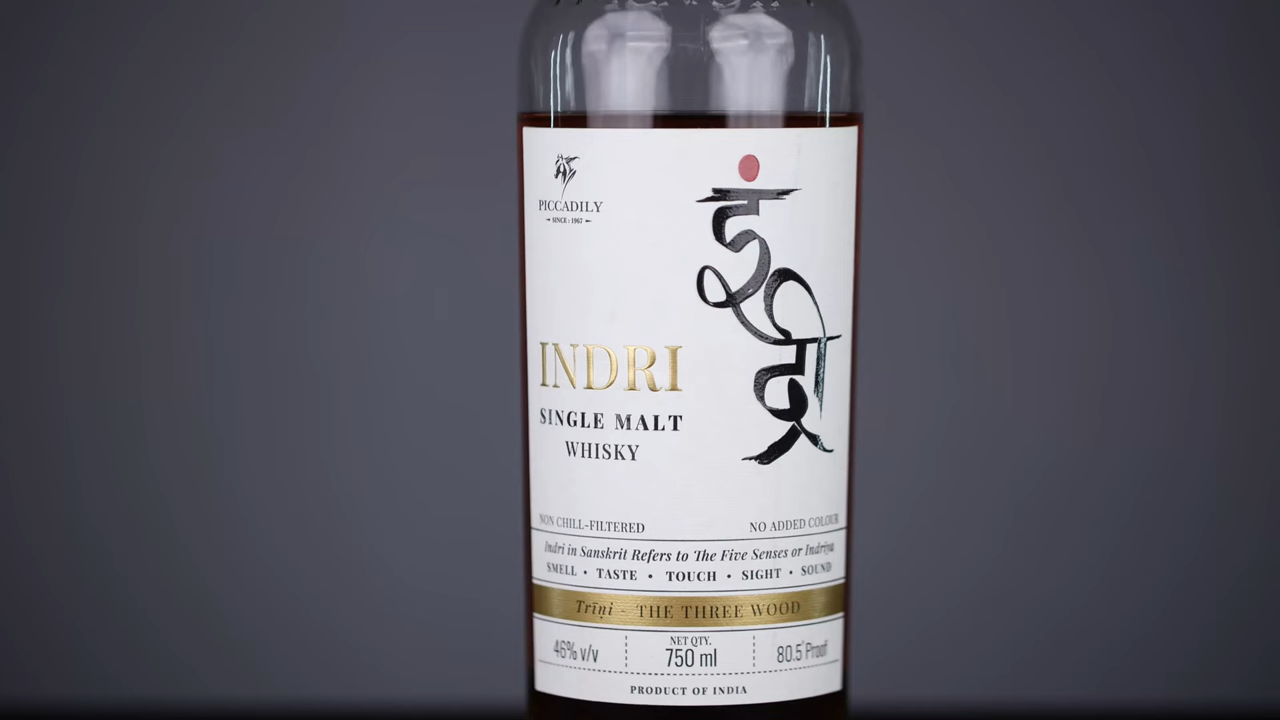 PICCADILY
SINCE : 1967
इंद्री
INDRI
SINGLE MALT
WHISKY
NON CHILL-FILTERED
NO ADDED COLOUR
Indri in Sanskrit Refers to The Five Senses or Indriya
SMELL • TASTE • TOUCH • SIGHT • SOUND
Trīṇi - THE THREE WOOD
46% v/v
NET QTY.
750 ml
80.5° Proof
PRODUCT OF INDIA